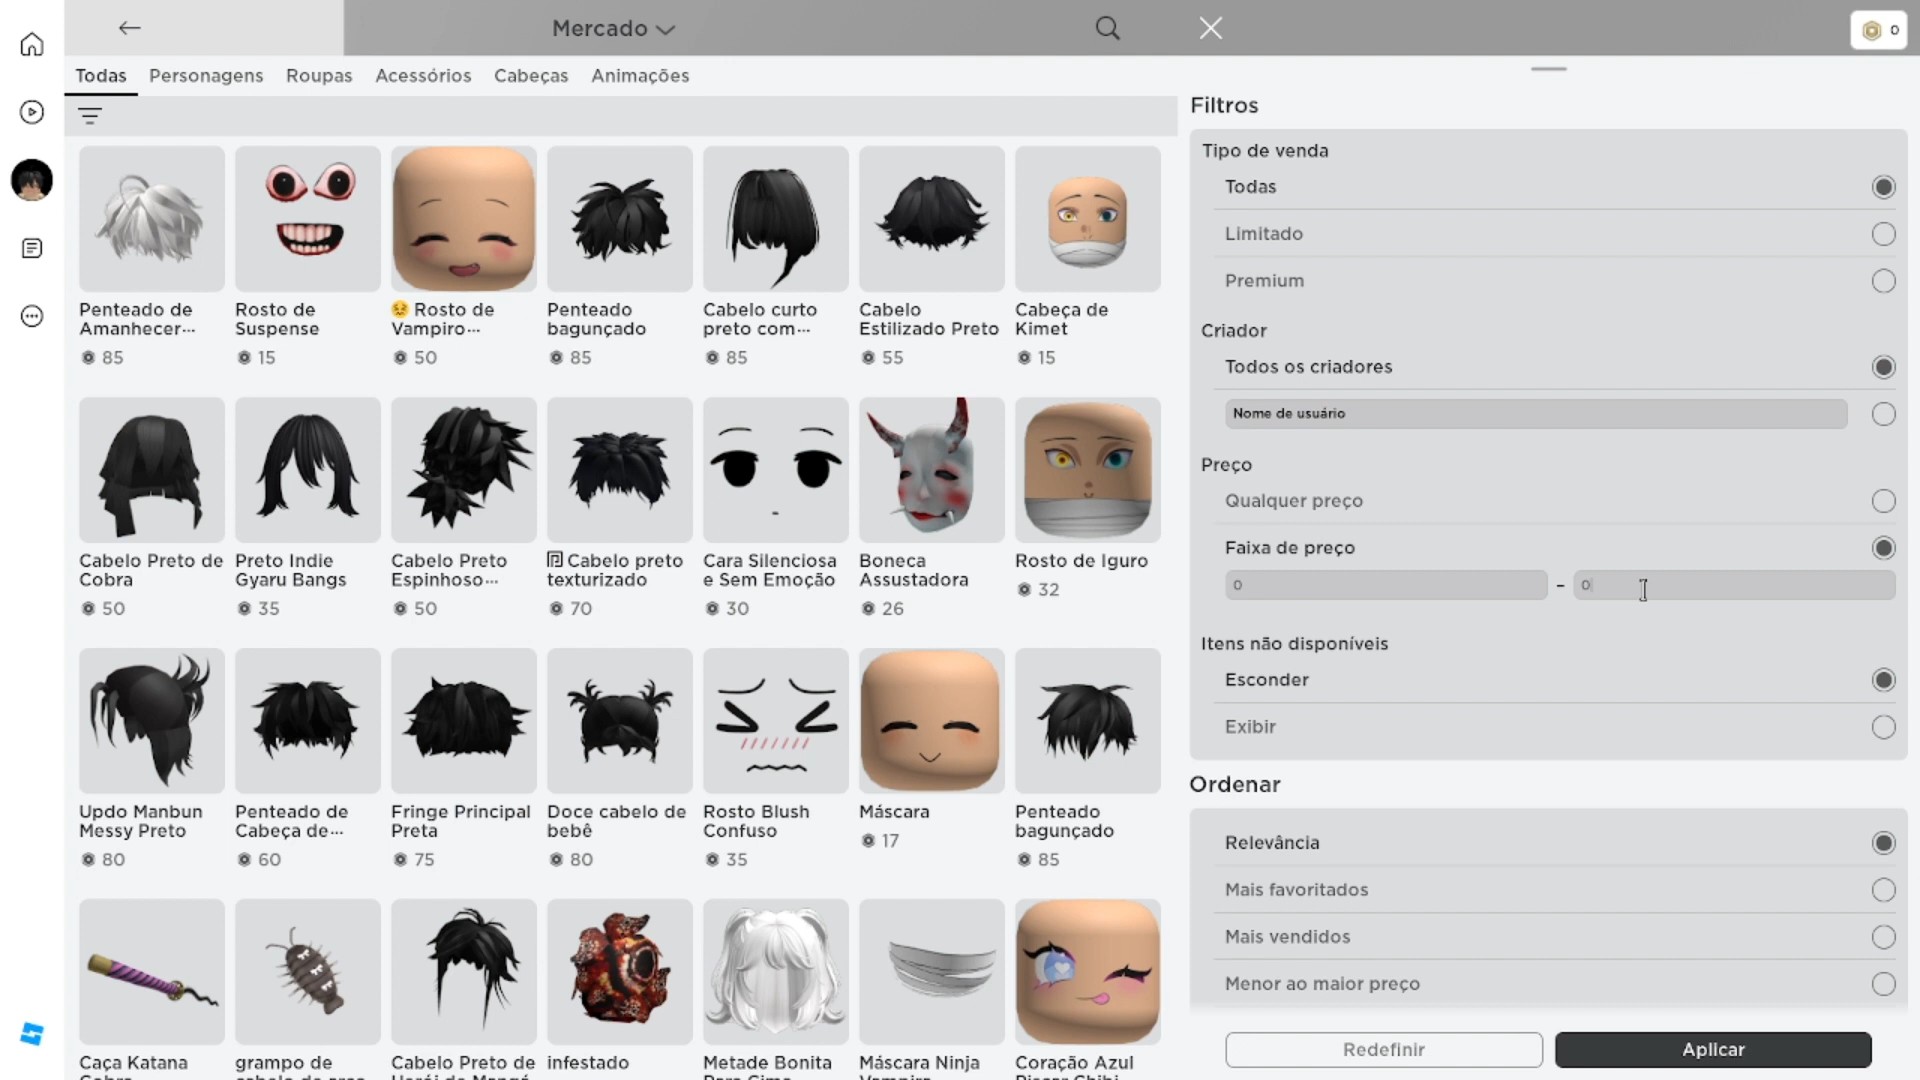 Mercado
0
Todas Personagens Roupas Acessórios Cabeças Animações
Penteado de
Amanhecer...
85
Rosto de
Suspense
15
😣 Rosto de
Vampiro...
50
Penteado
bagunçado
85
Cabelo curto
preto com...
85
Cabelo
Estilizado Preto
55
Cabeça de
Kimet
15
Cabelo Preto de
Cobra
50
Preto Indie
Gyaru Bangs
35
Cabelo Preto
Espinhoso...
50
Cabelo preto
texturizado
70
Cara Silenciosa
e Sem Emoção
30
Boneca
Assustadora
26
Rosto de Iguro
32
Updo Manbun
Messy Preto
80
Penteado de
Cabeça de...
60
Fringe Principal
Preta
75
Doce cabelo de
bebê
80
Rosto Blush
Confuso
35
Máscara
17
Penteado
bagunçado
85
Caça Katana
Cobra
grampo de
Cabelo Preto de
infestado
Metade Bonita
Máscara Ninja
Vampiro
Coração Azul
Filtros
Tipo de venda
Todas
Limitado
Premium
Criador
Todos os criadores
Nome de usuário
Preço
Qualquer preço
Faixa de preço
0 - 0
Itens não disponíveis
Esconder
Exibir
Ordenar
Relevância
Mais favoritados
Mais vendidos
Menor ao maior preço
Redefinir Aplicar